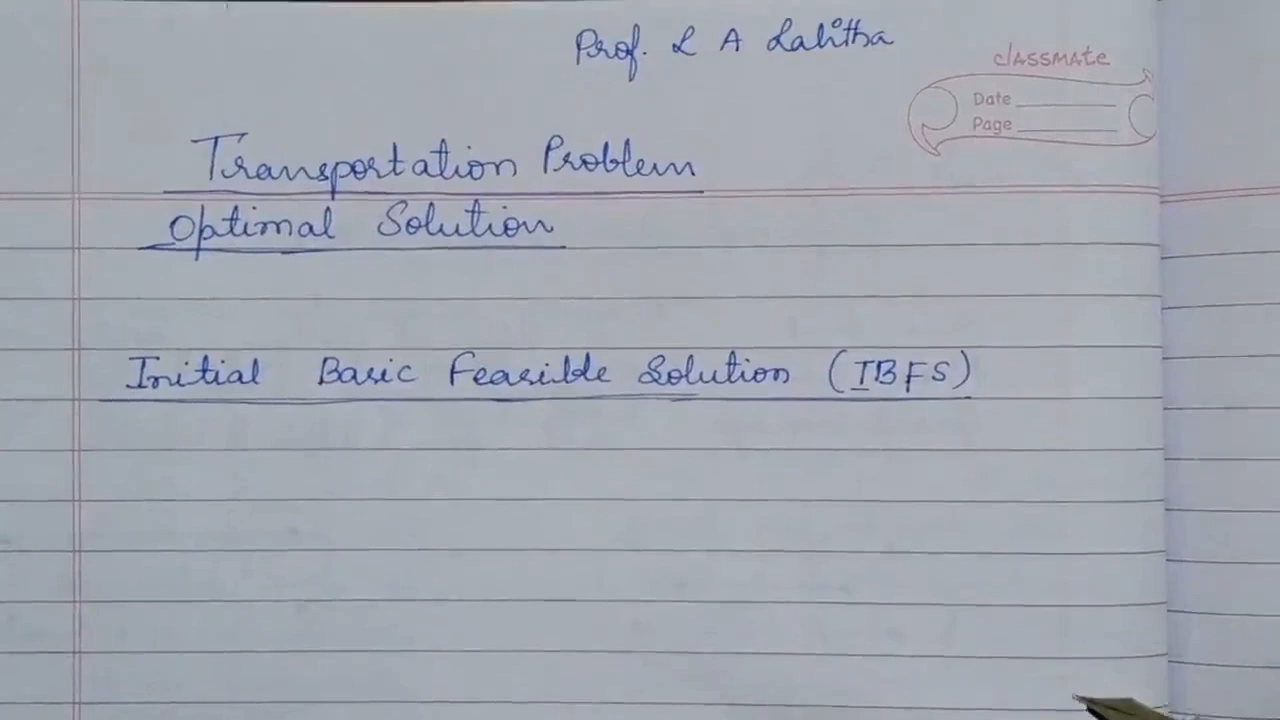 Prof. L A Lalitha
classmate
Date
Page
Transportation Problem
Optimal Solution
Initial Basic Feasible Solution (IBFS)